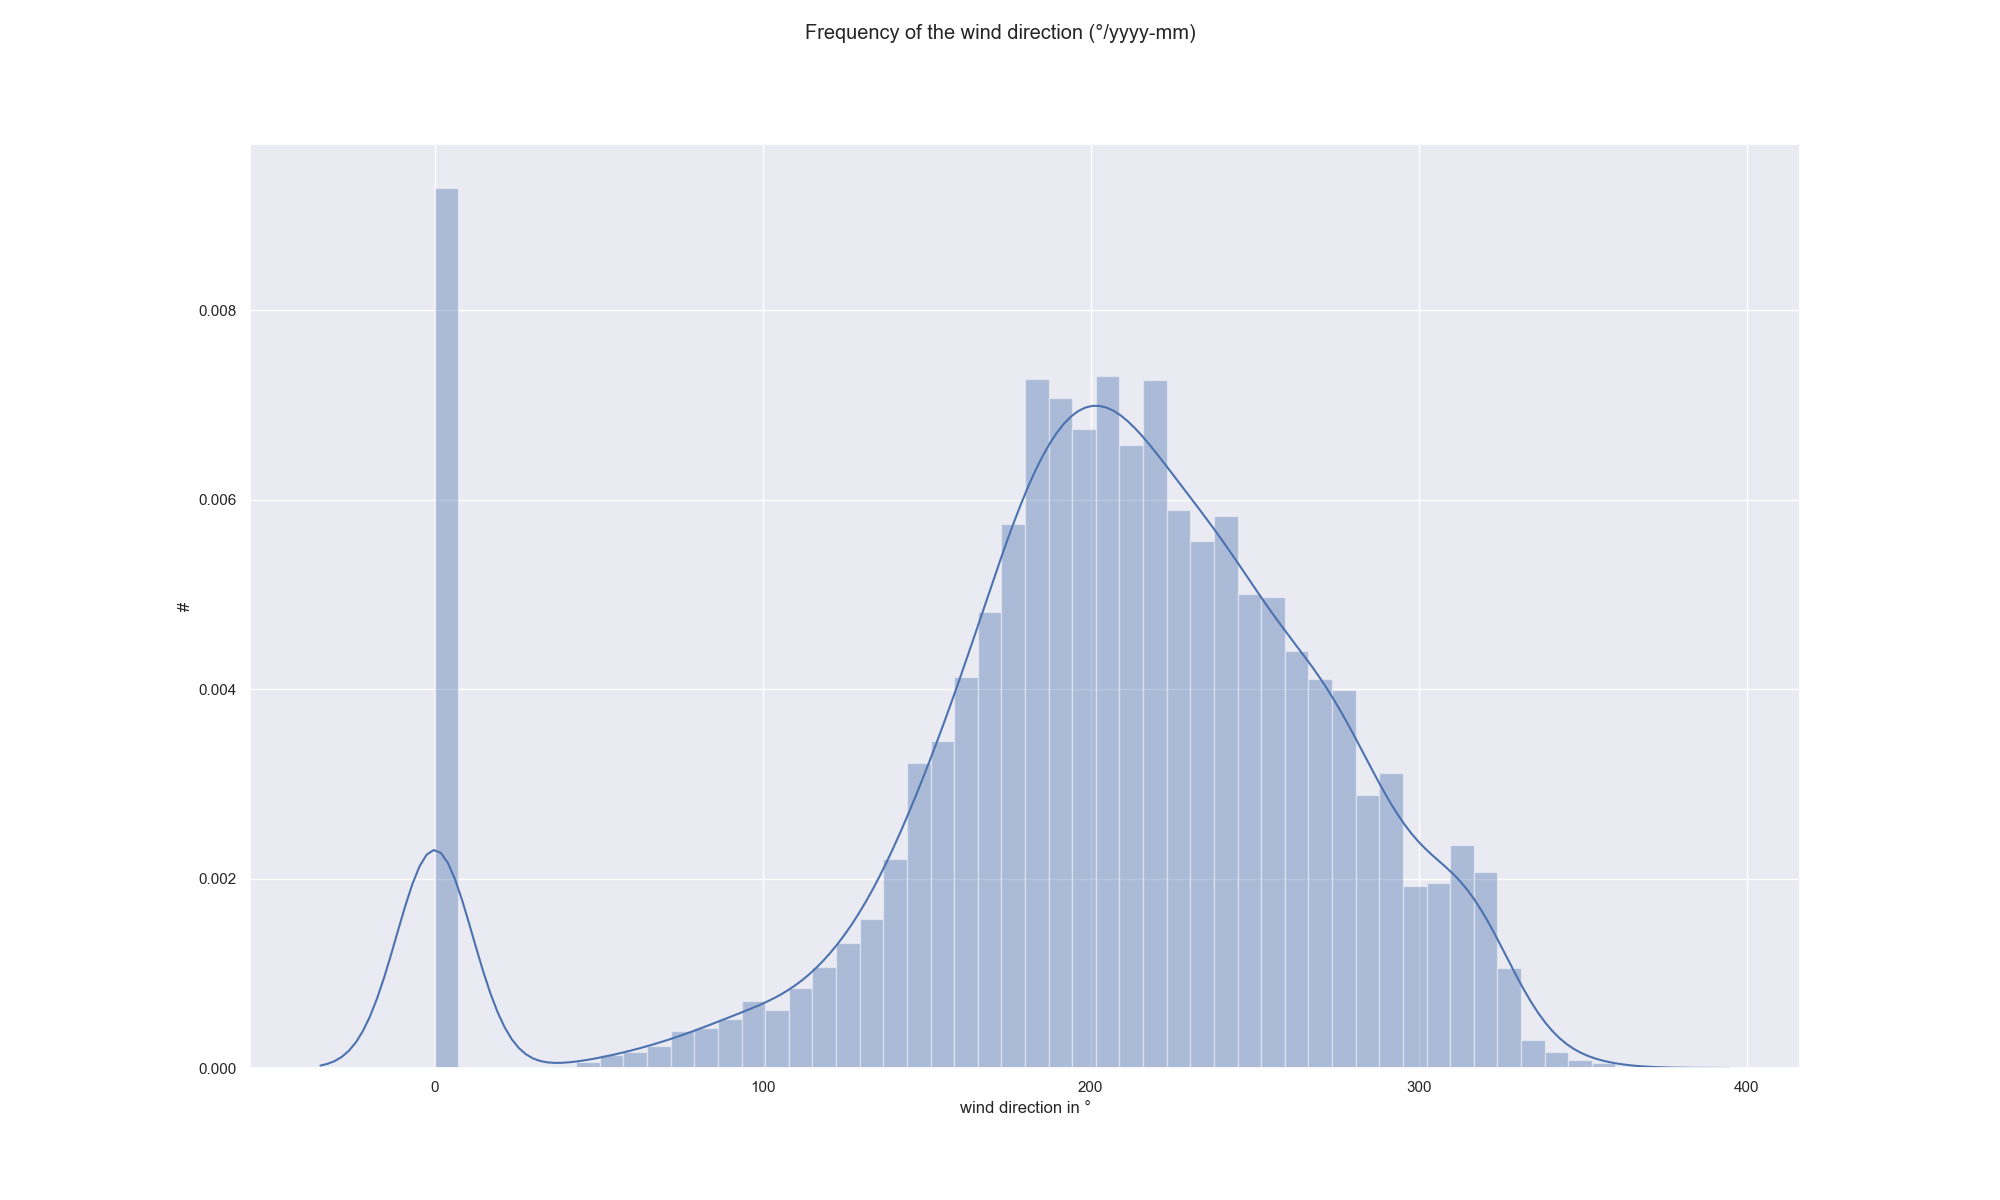 Frequency of the wind direction (°/yyyy-mm)
0.008
0.006
0.004
0.002
0.000
#
0 100 200 300 400
wind direction in °